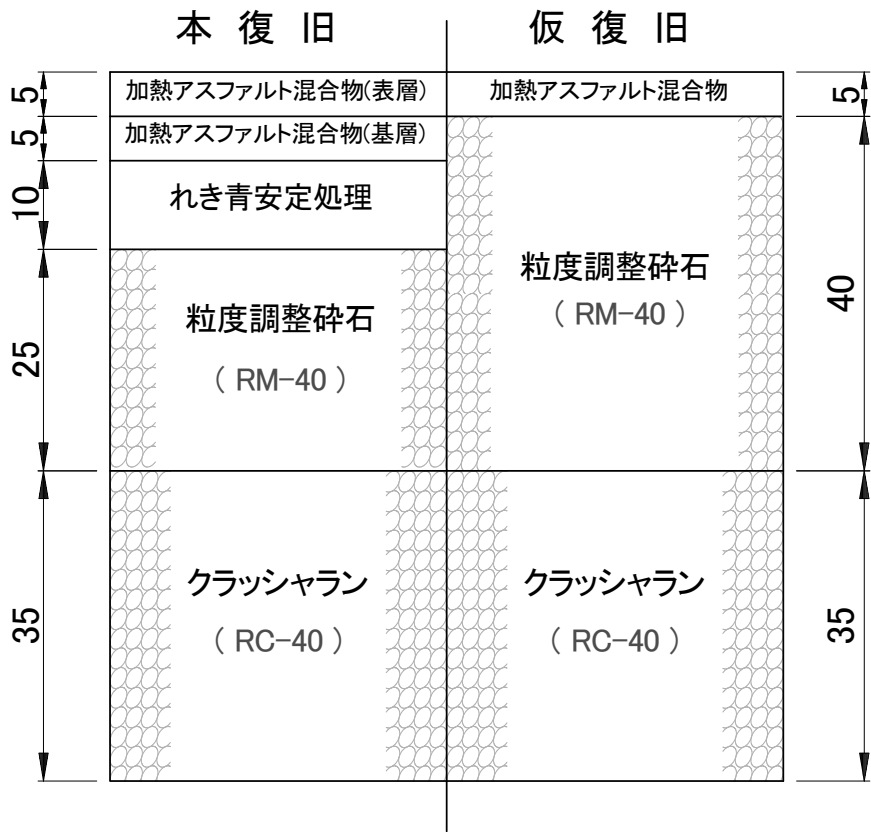 本復旧
仮復旧
5
加熱アスファルト混合物(表層)
加熱アスファルト混合物
5
5
加熱アスファルト混合物(基層)
10
れき青安定処理
粒度調整砕石
(RM-40)
40
25
粒度調整砕石
(RM-40)
35
クラッシャラン
(RC-40)
クラッシャラン
(RC-40)
35